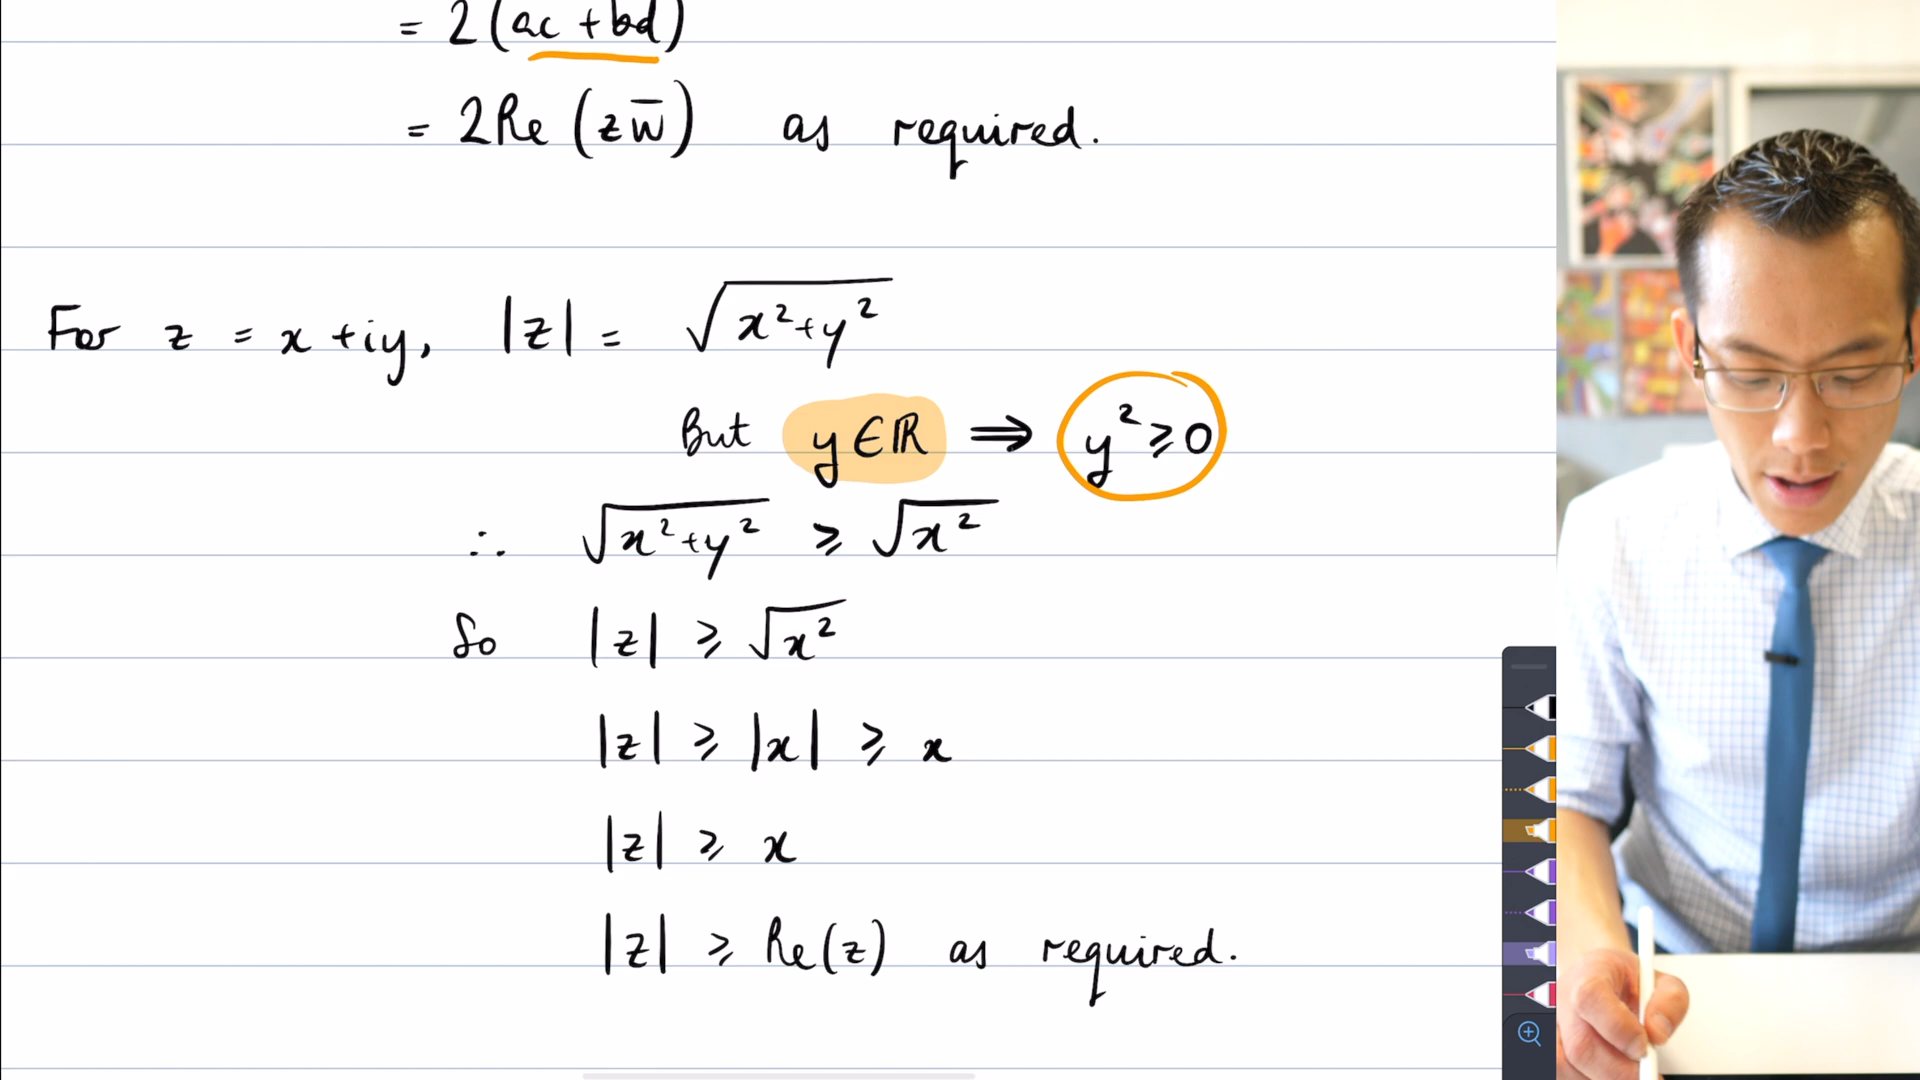 = 2(ac + bd)
= 2Re (zw̅) as required.
For z = x + iy, |z| = √(x²+y²)
But y ∈ ℝ ⇒ y² ⩾ 0
∴ √(x²+y²) ⩾ √(x²)
So |z| ⩾ √(x²)
|z| ⩾ |x| ⩾ x
|z| ⩾ x
|z| ⩾ Re(z) as required.